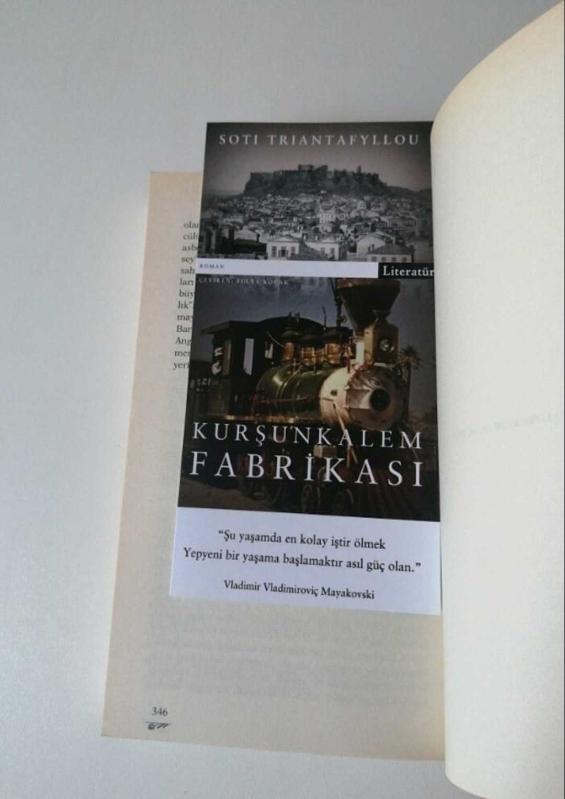 SOTI TRIANTAFYLLOU
ROMAN
Literatür
KURŞUNKALEM
FABRİKASI
“Şu yaşamda en kolay iştir ölmek
Yepyeni bir yaşama başlamaktır asıl güç olan.”
Vladimir Vladimiroviç Mayakovski
346